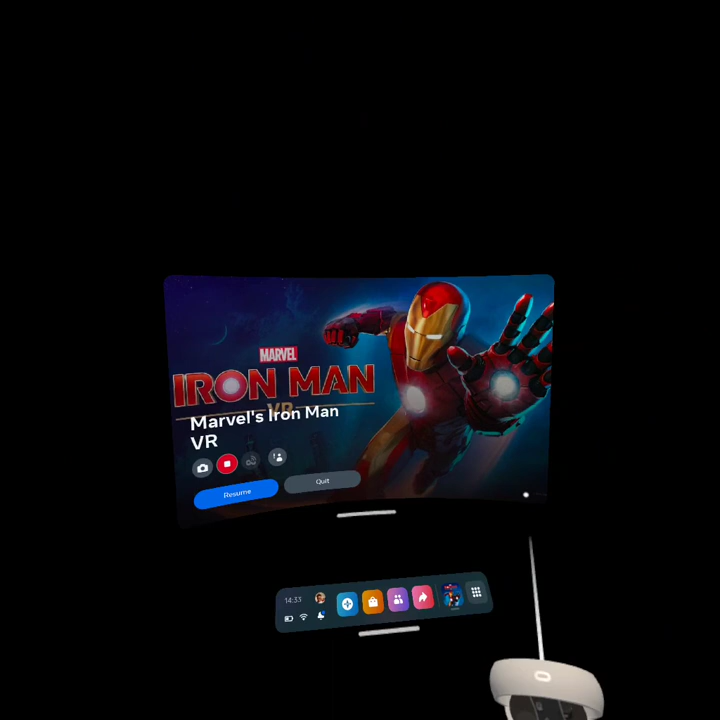 MARVEL
IRON MAN
VR
Marvel's Iron Man
VR
Resume
Quit
14:33